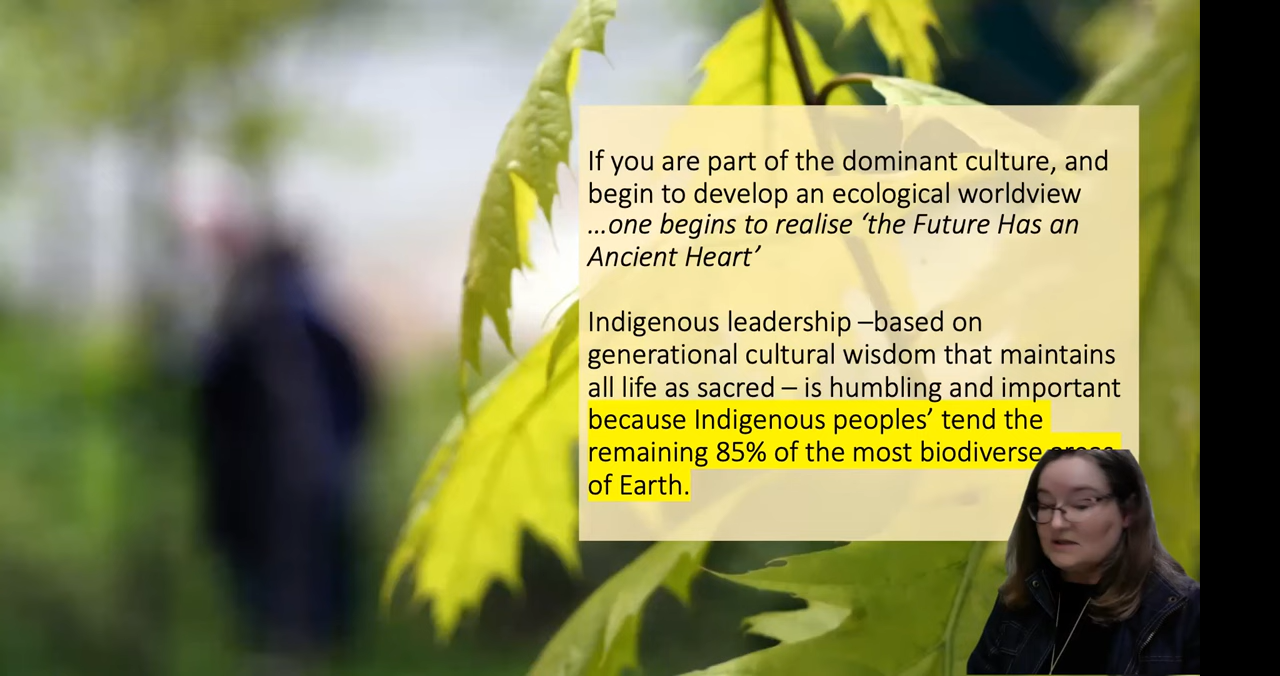 If you are part of the dominant culture, and
begin to develop an ecological worldview
…one begins to realise ‘the Future Has an
Ancient Heart’
Indigenous leadership –based on
generational cultural wisdom that maintains
all life as sacred – is humbling and important
because Indigenous peoples’ tend the
remaining 85% of the most biodiverse areas
of Earth.